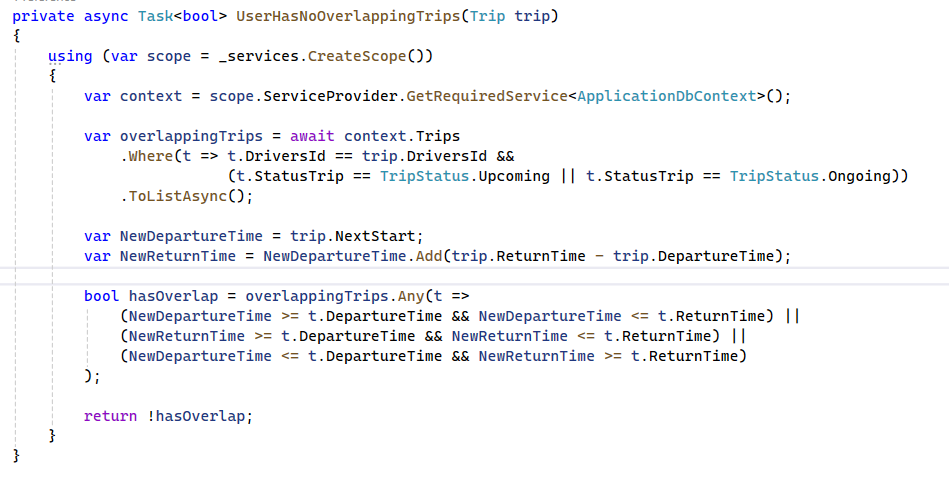 private async Task<bool> UserHasNoOverlappingTrips(Trip trip)
{
    using (var scope = _services.CreateScope())
    {
        var context = scope.ServiceProvider.GetRequiredService<ApplicationDbContext>();

        var overlappingTrips = await context.Trips
            .Where(t => t.DriversId == trip.DriversId &&
                        (t.StatusTrip == TripStatus.Upcoming || t.StatusTrip == TripStatus.Ongoing))
            .ToListAsync();

        var NewDepartureTime = trip.NextStart;
        var NewReturnTime = NewDepartureTime.Add(trip.ReturnTime - trip.DepartureTime);

        bool hasOverlap = overlappingTrips.Any(t =>
            (NewDepartureTime >= t.DepartureTime && NewDepartureTime <= t.ReturnTime) ||
            (NewReturnTime >= t.DepartureTime && NewReturnTime <= t.ReturnTime) ||
            (NewDepartureTime <= t.DepartureTime && NewReturnTime >= t.ReturnTime)
        );

        return !hasOverlap;
    }
}